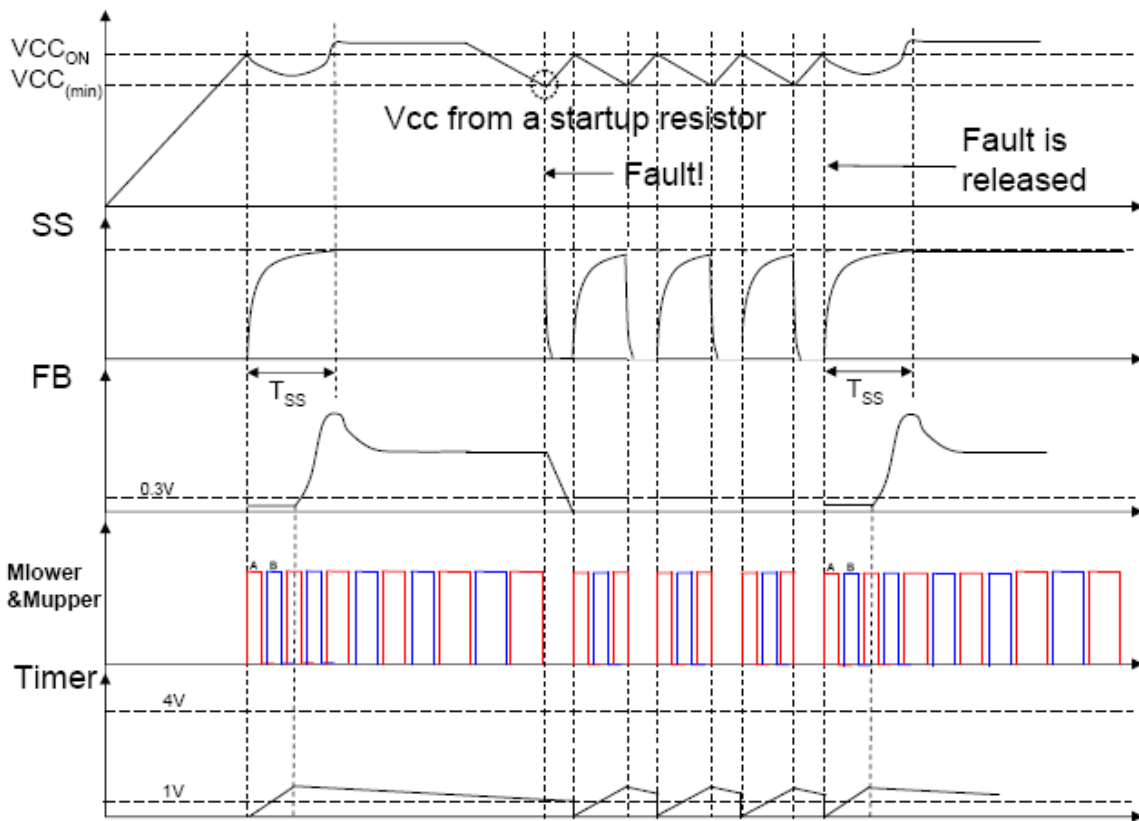 VCC_ON
VCC_(min)
Vcc from a startup resistor
Fault!
Fault is
released
SS
T_SS
T_SS
FB
0.3V
A B
A B
Mlower
&Mupper
Timer
4V
1V